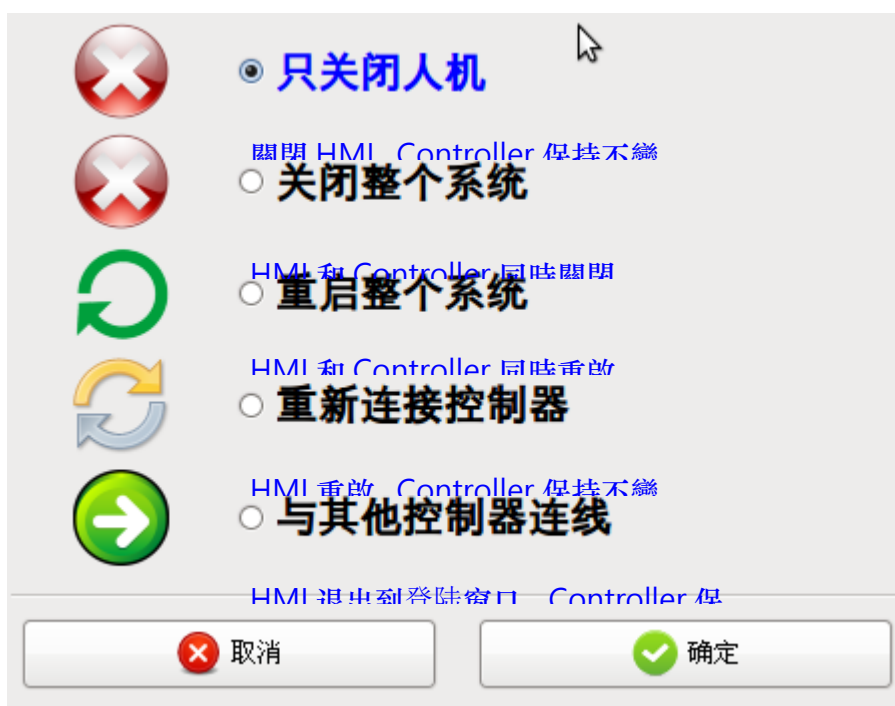 只关闭人机
關閉 HMI Controller 保持不變
关闭整个系统
HMI 和 Controller 同時關閉
重启整个系统
HMI 和 Controller 同時重啟
重新连接控制器
HMI 重啟 Controller 保持不變
与其他控制器连线
HMI 退出到登陆窗口 Controller 保
取消
确定